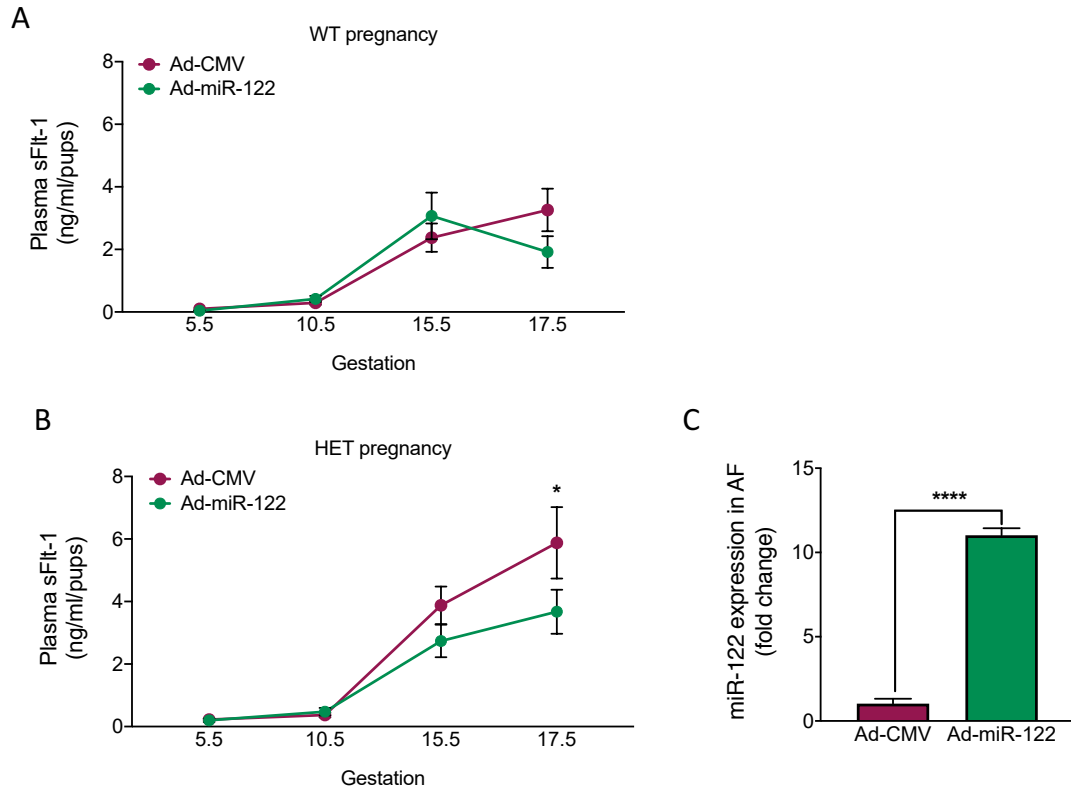 A
WT pregnancy
Ad-CMV
Ad-miR-122
Plasma sFlt-1
(ng/ml/pups)
8
6
4
2
0
5.5 10.5 15.5 17.5
Gestation
B
HET pregnancy
Ad-CMV
Ad-miR-122
Plasma sFlt-1
(ng/ml/pups)
8
6
4
2
0
*
5.5 10.5 15.5 17.5
Gestation
C
miR-122 expression in AF
(fold change)
15
10
5
0
****
Ad-CMV Ad-miR-122